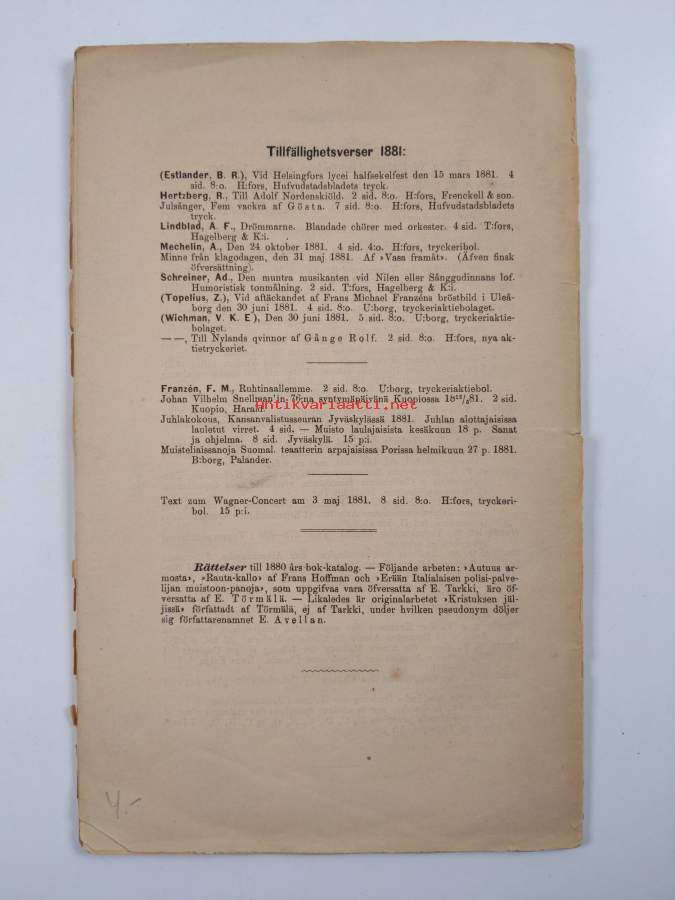 Tillfällighetsverser 1881:
(Estlander, B. R.), Vid Helsingfors lycei halfsekelfest den 15 mars 1881. 4
sid. 8:o. H:fors, Hufvudstadsbladets tryck.
Hertzberg, R., Till Adolf Nordenskiöld. 2 sid. 8:o. H:fors, Frenckell & son.
Julsånger, Fem vackra af Gösta. 7 sid. 8:o. H:fors, Hufvudstadsbladets
tryck.
Lindblad, A. F., Drömmarne. Blandade chörer med orkester. 4 sid. T:fors,
Hagelberg & K:i.
Mechelin, A., Den 24 oktober 1881. 4 sid. 4:o. H:fors, tryckeribol.
Minne från klagodagen, den 31 maj 1881. Af »Vasa framåt». (Äfven finsk
öfversättning).
Schreiner, Ad., Den muntra musikanten vid Nilen eller Sånggudinnans lof.
Humoristisk tonmålning. 2 sid. T:fors, Hagelberg & K:i.
(Topelius, Z.), Vid aftäckandet af Frans Michael Franzéns bröstbild i Uleå-
borg den 30 juni 1881. 4 sid. 8:o. U:borg, tryckeriaktiebolaget.
(Wichman, V. K. E.), Den 30 juni 1881. 5 sid. 8:o. U:borg, tryckeriaktie-
bolaget.
— —, Till Nylands qvinnor af Gånge Rolf. 2 sid. 8:o. H:fors, nya ak-
tietryckeriet.
Franzén, F. M., Ruhtinaallemme. 2 sid. 8:o. U:borg, tryckeriaktiebol.
Johan Vilhelm Snellman'in 76:na syntymäpäivänä Kuopiossa 18 12/5 81. 2 sid.
Kuopio, Harald.
antikvariaatti.net
Juhlakokous, Kansanvalistusseuran Jyväskylässä 1881. Juhlan alottajaisissa
lauletut virret. 4 sid. — Muisto laulajaisista kesäkuun 18 p. Sanat
ja ohjelma. 8 sid. Jyväskylä. 15 p:i.
Muisteliaissanoja Suomal. teaatterin arpajaisissa Porissa helmikuun 27 p. 1881.
B:borg, Palander.
Text zum Wagner-Concert am 3 maj 1881. 8 sid. 8:o. H:fors, tryckeri-
bol. 15 p:i.
Rättelser till 1880 års bok-katalog. — Följande arbeten: »Autuus ar-
mosta», »Rauta-kallo» af Frans Hoffman och »Erään Italialaisen polisi-palve-
lijan muistoon-panoja», som uppgifvas vara öfversatta af E. Tarkki, äro öf-
versatta af E. Törmälä. — Likaledes är originalarbetet »Kristuksen jäl-
jissä» författadt af Törmälä, ej af Tarkki, under hvilken pseudonym döljer
sig författarenamnet E. Avellan.
4.-